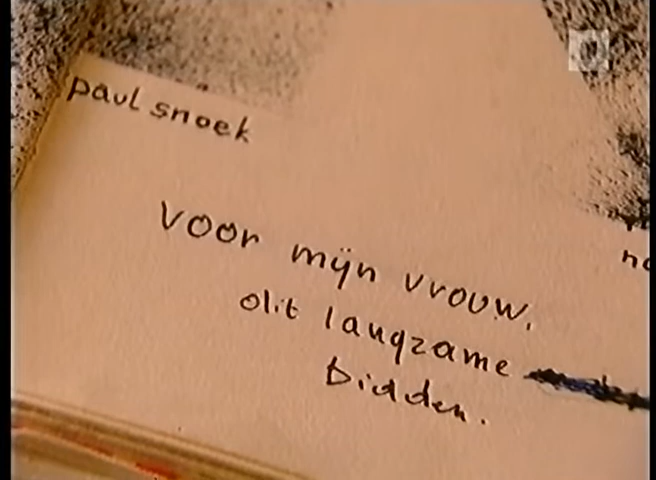 paul snoek
voor mijn vrouw.
dit langzame
bidden.